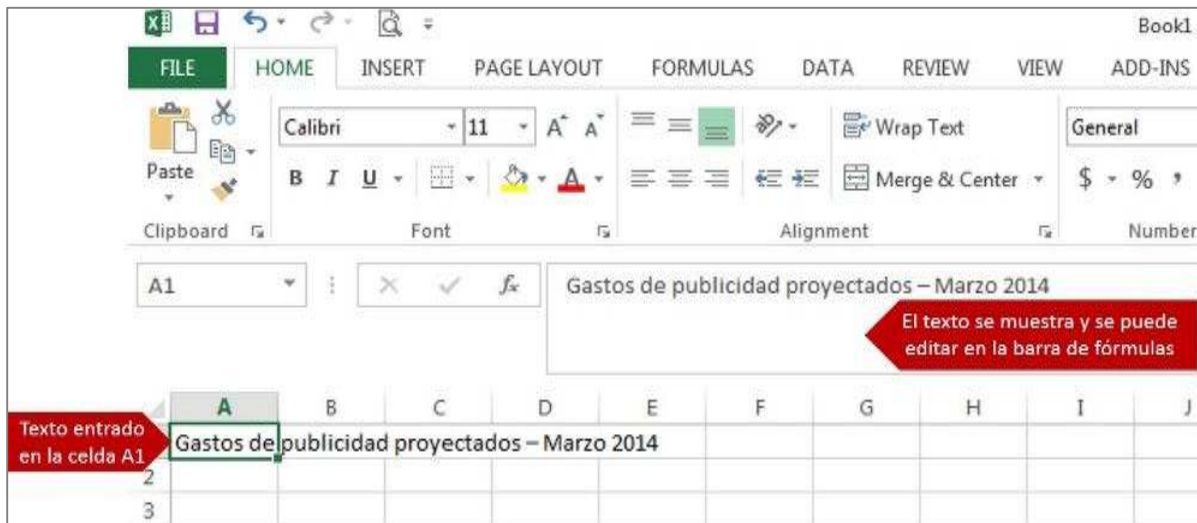 Book1
FILE HOME INSERT PAGE LAYOUT FORMULAS DATA REVIEW VIEW ADD-INS
Calibri 11 A A Wrap Text General
Paste B I U A Merge & Center $ % ,
Clipboard Font Alignment Number
A1 fx Gastos de publicidad proyectados – Marzo 2014
El texto se muestra y se puede
editar en la barra de fórmulas
A B C D E F G H I J
Texto entrado
en la celda A1
Gastos de publicidad proyectados – Marzo 2014
2
3